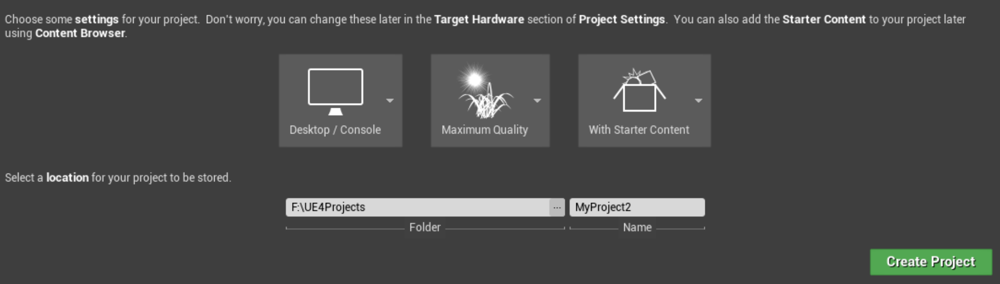 Choose some settings for your project.  Don't worry, you can change these later in the Target Hardware section of Project Settings.  You can also add the Starter Content to your project later
using Content Browser.
Desktop / Console
Maximum Quality
With Starter Content
Select a location for your project to be stored.
F:\UE4Projects ... MyProject2
Folder Name
Create Project